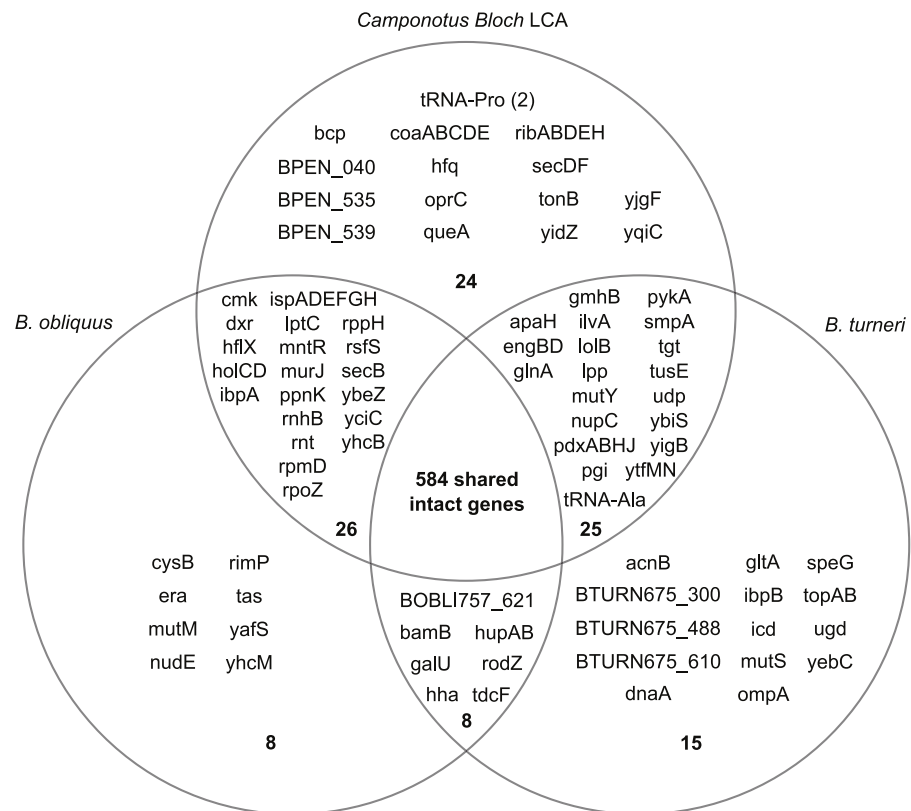 Camponotus Bloch LCA
tRNA-Pro (2)
bcp coaABCDE ribABDEH
BPEN_040 hfq secDF
BPEN_535 oprC tonB yjgF
BPEN_539 queA yidZ yqiC
24
B. obliquus
B. turneri
cmk ispADEFGH
dxr lptC rppH
hflX mntR rsfS
holCD murJ secB
ibpA ppnK ybeZ
rnhB yciC
rnt yhcB
rpmD
rpoZ
26
gmhB pykA
apaH ilvA smpA
engBD lolB tgt
glnA lpp tusE
mutY udp
nupC ybiS
pdxABHJ yigB
pgi ytfMN
tRNA-Ala
25
584 shared
intact genes
cysB rimP
era tas
mutM yafS
nudE yhcM
8
BOBLI757_621
bamB hupAB
galU rodZ
hha tdcF
8
acnB gltA speG
BTURN675_300 ibpB topAB
BTURN675_488 icd ugd
BTURN675_610 mutS yebC
dnaA ompA
15